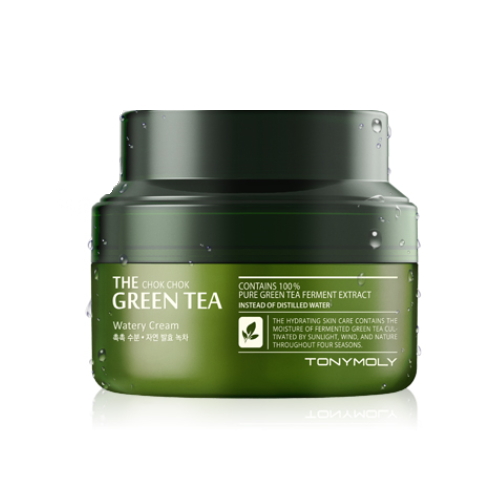 THE CHOK CHOK
GREEN TEA
Watery Cream
촉촉 수분 • 자연 발효 녹차
CONTAINS 100%
PURE GREEN TEA FERMENT EXTRACT
INSTEAD OF DISTILLED WATER
THE HYDRATING SKIN CARE CONTAINS THE
MOISTURE OF FERMENTED GREEN TEA CUL-
TIVATED BY SUNLIGHT, WIND, AND NATURE
THROUGHOUT FOUR SEASONS.
TONYMOLY